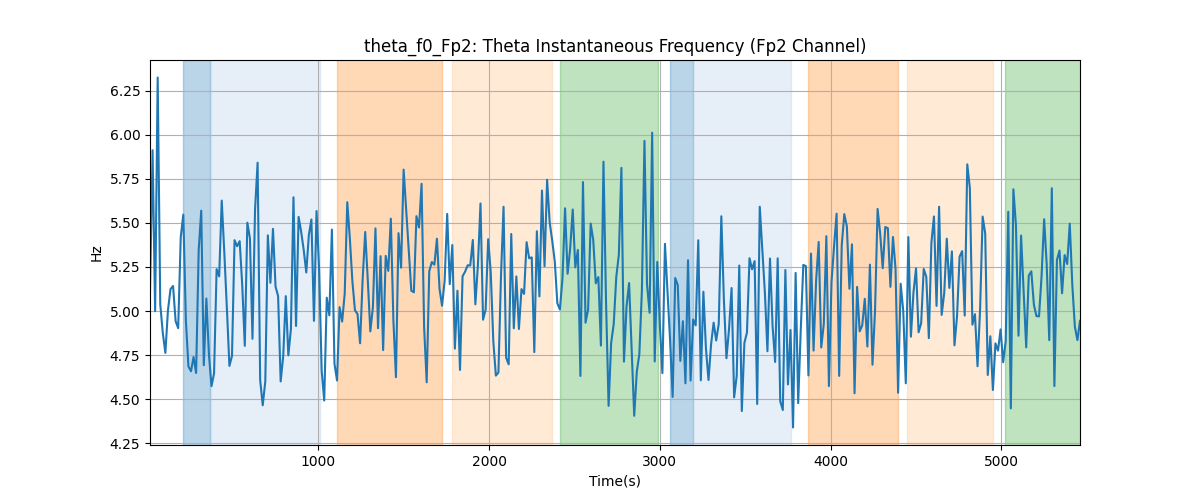 theta_f0_Fp2: Theta Instantaneous Frequency (Fp2 Channel)
Hz
6.25
6.00
5.75
5.50
5.25
5.00
4.75
4.50
4.25
1000 2000 3000 4000 5000
Time(s)